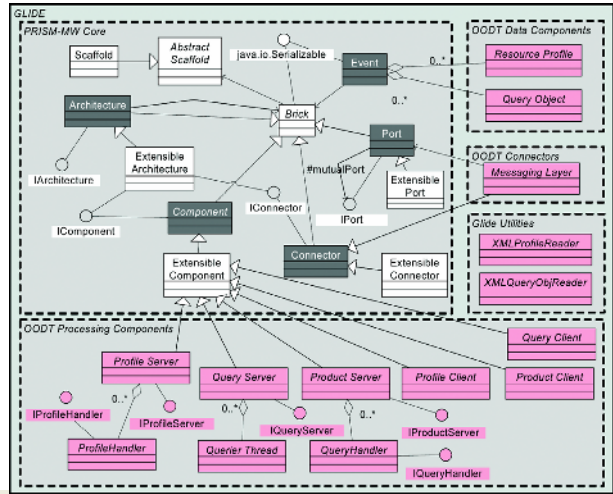 GLIDE
PRISM-MW Core
Scaffold
Abstract
Scaffold
java.io.Serializable
Event
0..*
0..*
Architecture
Brick
Port
Extensible
Architecture
IArchitecture
#mutualPort
Extensible
Port
IPort
IComponent
Component
IConnector
Connector
Extensible
Component
Extensible
Connector
OODT Data Components
Resource Profile
Query Object
OODT Connectors
Messaging Layer
Glide Utilities
XMLProfileReader
XMLQueryObjReader
Query Client
OODT Processing Components
Profile Server
Query Server
Product Server
Profile Client
Product Client
0..*
IProfileHandler
IProfileServer
0..*
0..*
IQueryServer
IProductServer
ProfileHandler
Querier Thread
QueryHandler
IQueryHandler